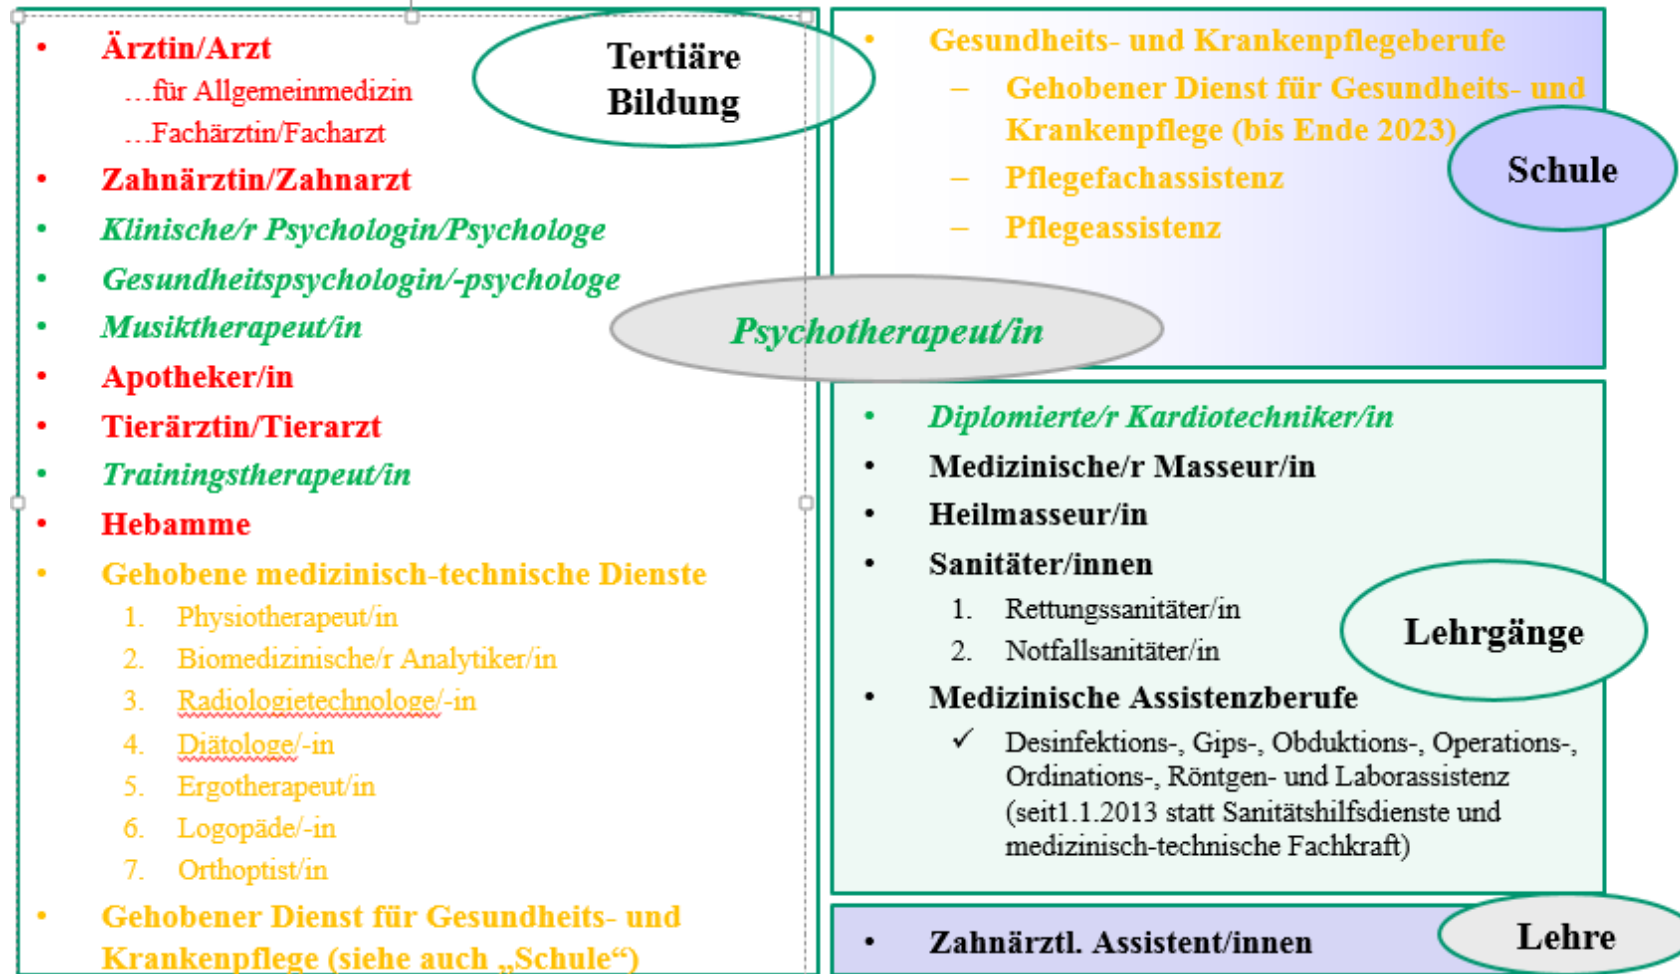 Tertiäre
Bildung
• Ärztin/Arzt
…für Allgemeinmedizin
…Fachärztin/Facharzt
• Zahnärztin/Zahnarzt
• Klinische/r Psychologin/Psychologe
• Gesundheitspsychologin/-psychologe
• Musiktherapeut/in
• Apotheker/in
• Tierärztin/Tierarzt
• Trainingstherapeut/in
• Hebamme
• Gehobene medizinisch-technische Dienste
1. Physiotherapeut/in
2. Biomedizinische/r Analytiker/in
3. Radiologietechnologe/-in
4. Diätologe/-in
5. Ergotherapeut/in
6. Logopäde/-in
7. Orthoptist/in
• Gehobener Dienst für Gesundheits- und
Krankenpflege (siehe auch „Schule“)
Psychotherapeut/in
• Gesundheits- und Krankenpflegeberufe
– Gehobener Dienst für Gesundheits- und
Krankenpflege (bis Ende 2023)
– Pflegefachassistenz
– Pflegeassistenz
Schule
• Diplomierte/r Kardiotechniker/in
• Medizinische/r Masseur/in
• Heilmasseur/in
• Sanitäter/innen
1. Rettungssanitäter/in
2. Notfallsanitäter/in
• Medizinische Assistenzberufe
✓ Desinfektions-, Gips-, Obduktions-, Operations-,
Ordinations-, Röntgen- und Laborassistenz
(seit1.1.2013 statt Sanitätshilfsdienste und
medizinisch-technische Fachkraft)
Lehrgänge
• Zahnärztl. Assistent/innen
Lehre